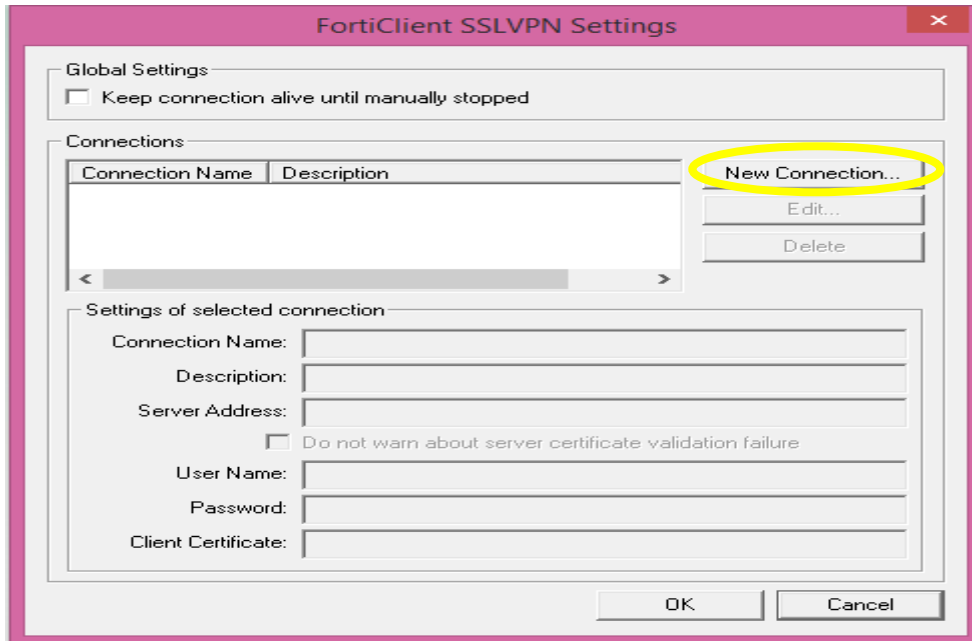 FortiClient SSLVPN Settings
Global Settings
Keep connection alive until manually stopped
Connections
Connection Name Description
New Connection...
Edit...
Delete
Settings of selected connection
Connection Name:
Description:
Server Address:
Do not warn about server certificate validation failure
User Name:
Password:
Client Certificate:
OK Cancel